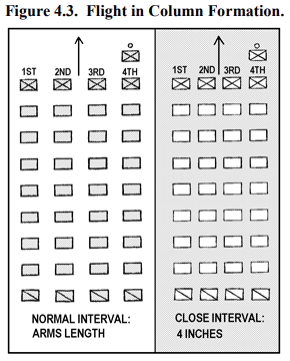 Figure 4.3.  Flight in Column Formation.
1ST 2ND 3RD 4TH
1ST 2ND 3RD 4TH
NORMAL INTERVAL:
ARMS LENGTH
CLOSE INTERVAL:
4 INCHES